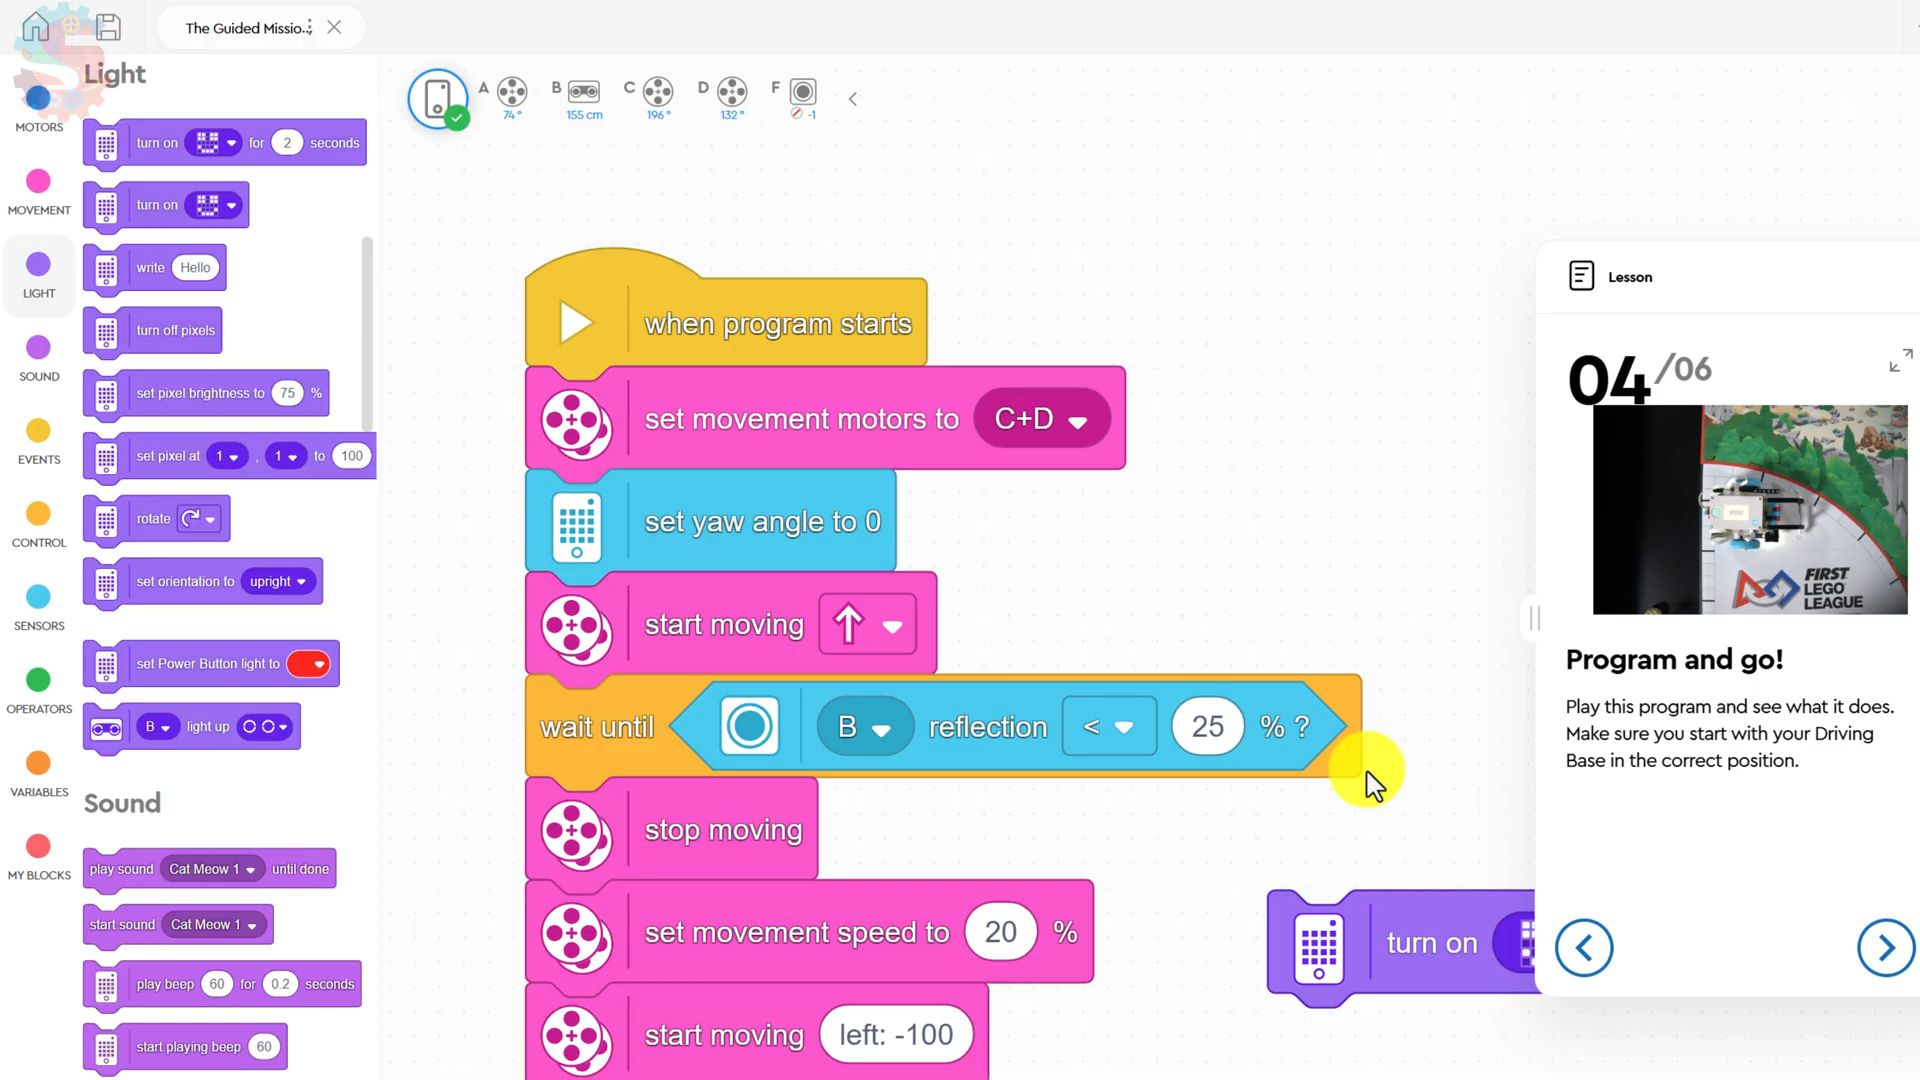 The Guided Missio..
Light
MOTORS
MOVEMENT
LIGHT
SOUND
EVENTS
CONTROL
SENSORS
OPERATORS
VARIABLES
MY BLOCKS
turn on for 2 seconds
turn on
write Hello
turn off pixels
set pixel brightness to 75 %
set pixel at 1 , 1 to 100
rotate
set orientation to upright
set Power Button light to
B light up
Sound
play sound Cat Meow 1 until done
start sound Cat Meow 1
play beep 60 for 0.2 seconds
start playing beep 60
A B C D F
74° 155 cm 196° 132° -1
when program starts
set movement motors to C+D
set yaw angle to 0
start moving
wait until B reflection < 25 % ?
stop moving
set movement speed to 20 %
start moving left: -100
turn on
Lesson
04/06
FIRST
LEGO
LEAGUE
Program and go!
Play this program and see what it does.
Make sure you start with your Driving
Base in the correct position.